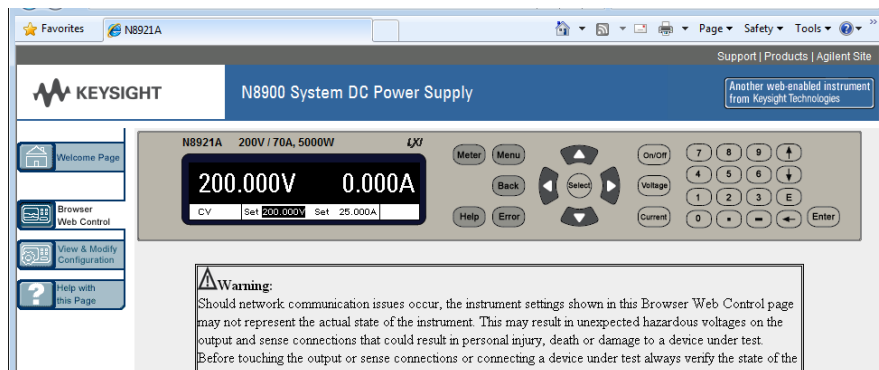 Favorites N8921A Page Safety Tools »
Support | Products | Agilent Site
KEYSIGHT N8900 System DC Power Supply Another web-enabled instrument
from Keysight Technologies
Welcome Page
Browser
Web Control
View & Modify
Configuration
Help with
this Page
N8921A 200V / 70A, 5000W LXI
200.000V 0.000A
CV Set 200.000V Set 25.000A
Meter Menu
Back
Help Error
Select
On/Off
Voltage
Current
7 8 9
4 5 6
1 2 3 E
0 . - Enter
Warning:
Should network communication issues occur, the instrument settings shown in this Browser Web Control page
may not represent the actual state of the instrument. This may result in unexpected hazardous voltages on the
output and sense connections that could result in personal injury, death or damage to a device under test.
Before touching the output or sense connections or connecting a device under test always verify the state of the